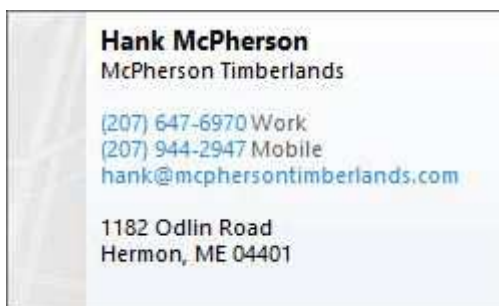 Hank McPherson
McPherson Timberlands
(207) 647-6970 Work
(207) 944-2947 Mobile
hank@mcphersontimberlands.com
1182 Odlin Road
Hermon, ME 04401